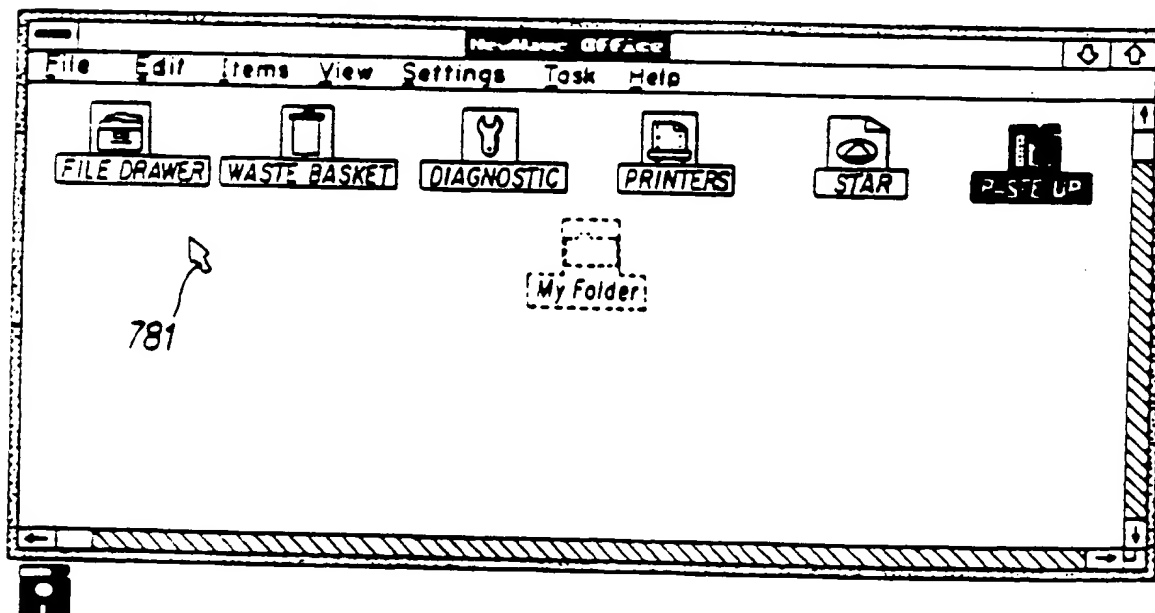 NewWave Office
File Edit Items View Settings Task Help
FILE DRAWER WASTE BASKET DIAGNOSTIC PRINTERS STAR
My Folder
781